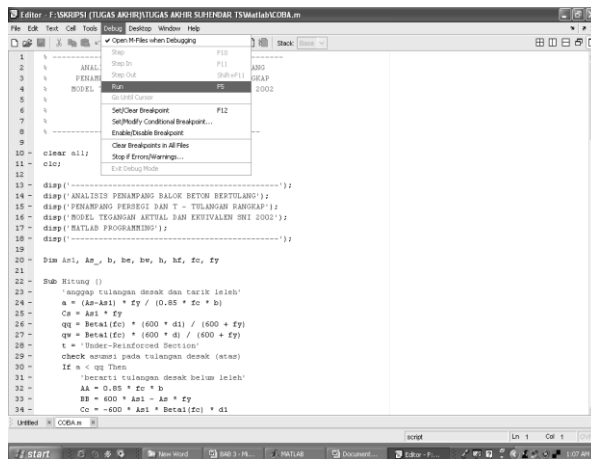 Editor - F:\SKRIPSI (TUGAS AKHIR)\TUGAS AKHIR SUHENDAR TS\Matlab\COBA.m
File Edit Text Cell Tools Debug Desktop Window Help
Stack: Base
Open M-Files when Debugging
Step F10
Step In F11
Step Out Shift+F11
Run F5
Go Until Cursor
Set/Clear Breakpoint F12
Set/Modify Conditional Breakpoint...
Enable/Disable Breakpoint
Clear Breakpoints in All Files
Stop if Errors/Warnings...
Exit Debug Mode
1 % ---
2 % ANAL ANG
3 % PENAM GKAP
4 % MODEL T 2002
5 %
6 %
7 %
8 % ---
9
10 - clear all;
11 - clc;
12
13 - disp('-----------------------------------------------');
14 - disp('ANALISIS PENAMPANG BALOK BETON BERTULANG');
15 - disp('PENAMPANG PERSEGI DAN T - TULANGAN RANGKAP');
16 - disp('MODEL TEGANGAN AKTUAL DAN EKUIVALEN SNI 2002');
17 - disp('MATLAB PROGRAMMING');
18 - disp('-----------------------------------------------');
19
20 - Dim As1, As_, b, be, bw, h, hf, fc, fy
21
22 - Sub Hitung ()
23 - 'anggap tulangan desak dan tarik leleh'
24 - a = (As-As1) * fy / (0.85 * fc * b)
25 - Cs = As1 * fy
26 - qq = Beta1(fc) * (600 * d1) / (600 + fy)
27 - qw = Beta1(fc) * (600 * d) / (600 + fy)
28 - t = 'Under-Reinforced Section'
29 - check asumsi pada tulangan desak (atas)
30 - If a < qq Then
31 - 'berarti tulangan desak belum leleh'
32 - AA = 0.85 * fc * b
33 - BB = 600 * As1 - As * fy
34 - Cc = -600 * As1 * Beta1(fc) * d1
Untitled COBA.m
script Ln 1 Col 1 OVR
start New Word BAB 3 - Mi... MATLAB Document... Editor - F:... 1:07 AM